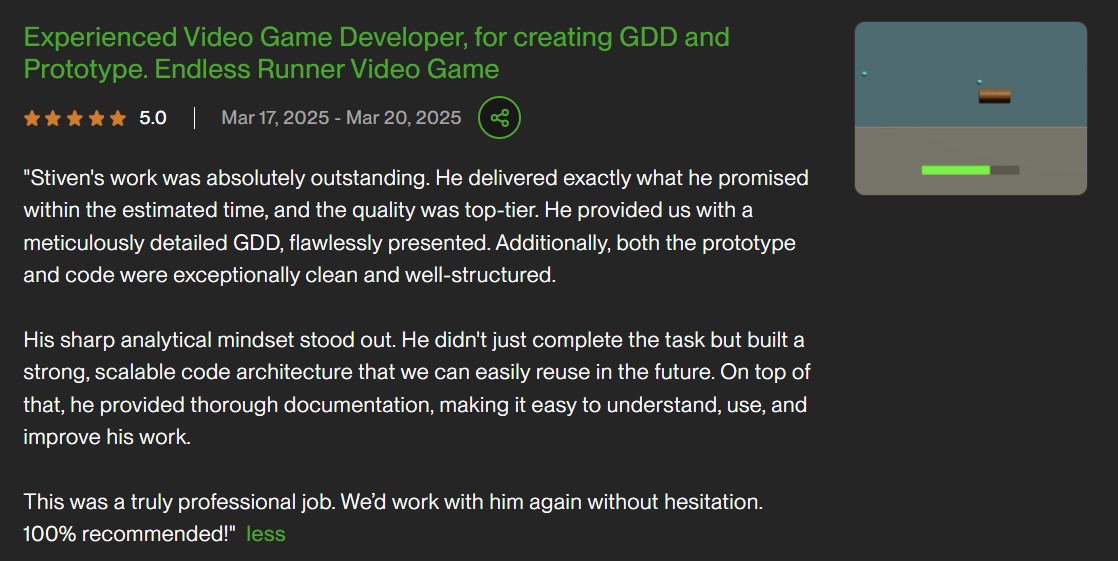 Experienced Video Game Developer, for creating GDD and
Prototype. Endless Runner Video Game
5.0
Mar 17, 2025 - Mar 20, 2025
"Stiven's work was absolutely outstanding. He delivered exactly what he promised
within the estimated time, and the quality was top-tier. He provided us with a
meticulously detailed GDD, flawlessly presented. Additionally, both the prototype
and code were exceptionally clean and well-structured.
His sharp analytical mindset stood out. He didn't just complete the task but built a
strong, scalable code architecture that we can easily reuse in the future. On top of
that, he provided thorough documentation, making it easy to understand, use, and
improve his work.
This was a truly professional job. We’d work with him again without hesitation.
100% recommended!" less